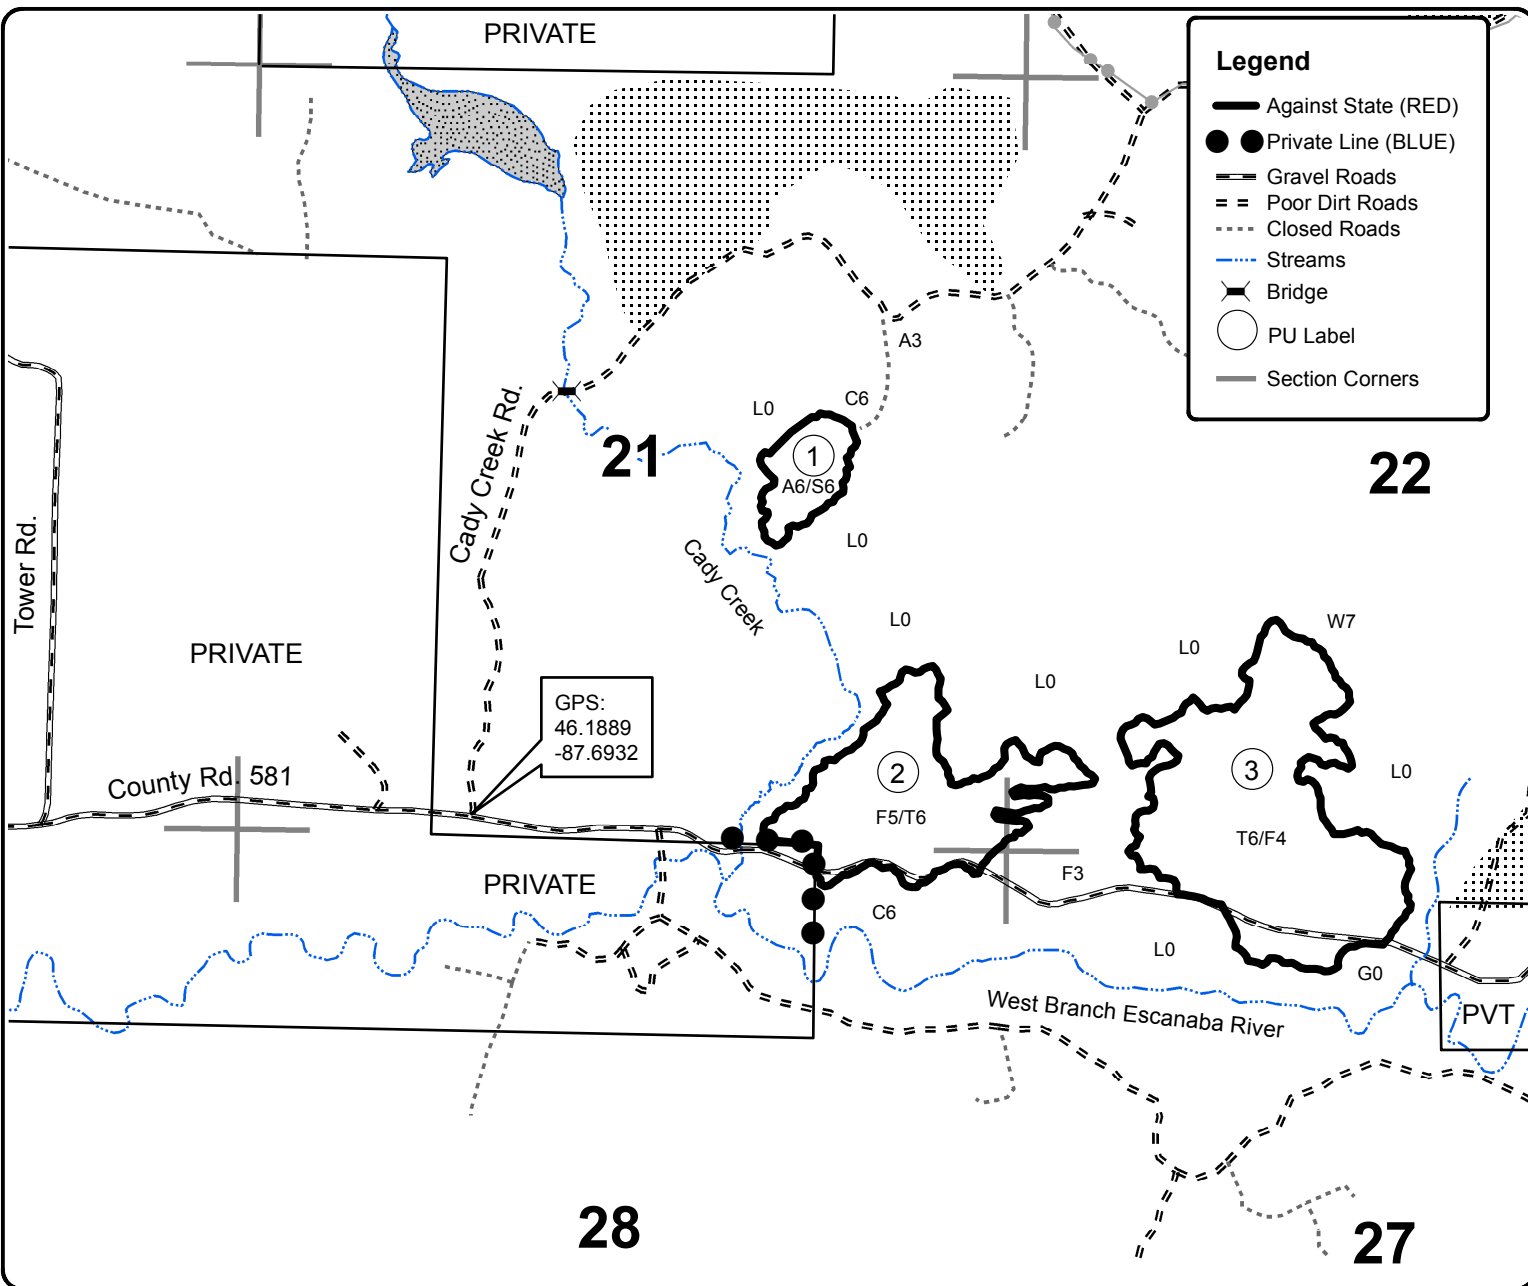 PRIVATE
Legend
Against State (RED)
Private Line (BLUE)
Gravel Roads
Poor Dirt Roads
Closed Roads
Streams
Bridge
PU Label
Section Corners
A3
L0
C6
1
A6/S6
21
22
Cady Creek Rd.
Tower Rd.
L0
Cady Creek
L0
W7
L0
PRIVATE
L0
GPS:
46.1889
-87.6932
County Rd. 581
2
3
L0
F5/T6
T6/F4
PRIVATE
F3
C6
L0
G0
West Branch Escanaba River
PVT
28
27